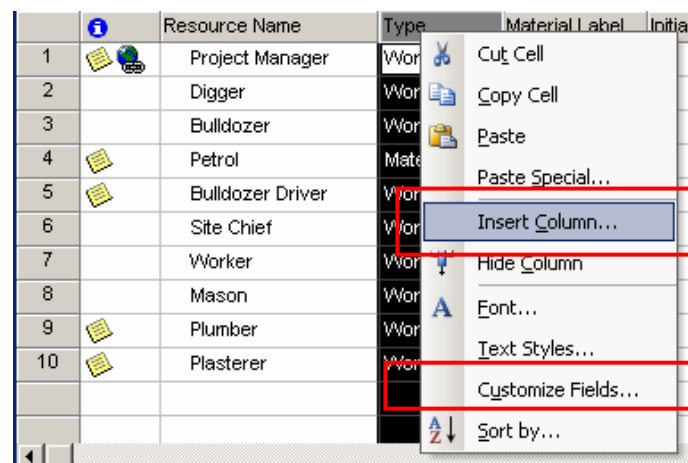 Resource Name Type Material Label Initia
1 Project Manager Wor
2 Digger Wor
3 Bulldozer Wor
4 Petrol Mate
5 Bulldozer Driver Wor
6 Site Chief Wor
7 Worker Wor
8 Mason Wor
9 Plumber Wor
10 Plasterer Wor
Cut Cell
Copy Cell
Paste
Paste Special...
Insert Column...
Hide Column
Font...
Text Styles...
Customize Fields...
Sort by...